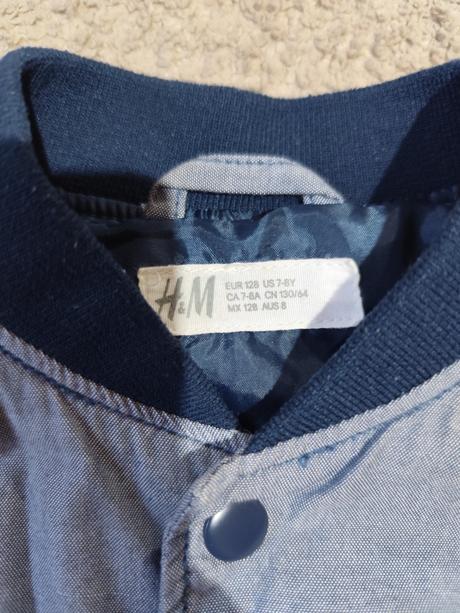 H&M
EUR 128 US 7-8Y
CA 7-8A CN 130/64
MX 128 AUS 8